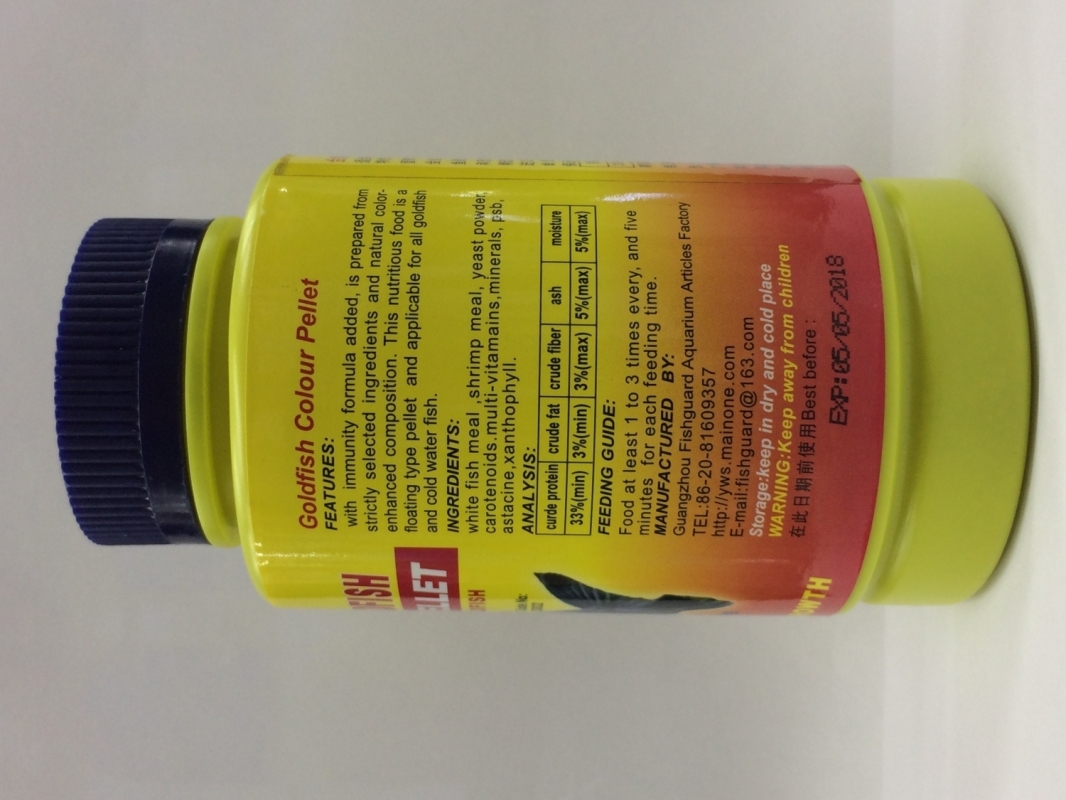 Goldfish Colour Pellet
FEATURES:
with immunity formula added, is prepared from
strictly selected ingredients and natural color-
enhanced composition. This nutritious food is a
floating type pellet and applicable for all goldfish
and cold water fish.
INGREDIENTS:
white fish meal ,shrimp meal, yeast powder,
carotenoids.multi-vitamains,minerals, psb,
astacine,xanthophyll.
ANALYSIS:
curde protein crude fat crude fiber ash moisture
33%(min) 3%(min) 3%(max) 5%(max) 5%(max)
FEEDING GUIDE:
Food at least 1 to 3 times every, and five
minutes for each feeding time.
MANUFACTURED BY:
Guangzhou Fishguard Aquarium Articles Factory
TEL:86-20-81609357
http://yws.mainone.com
E-mail:fishguard@163.com
Storage:keep in dry and cold place
WARNING:Keep away from children
在此日期前使用Best before :
EXP:05/05/2018
FISH
LLET
FISH
WTH